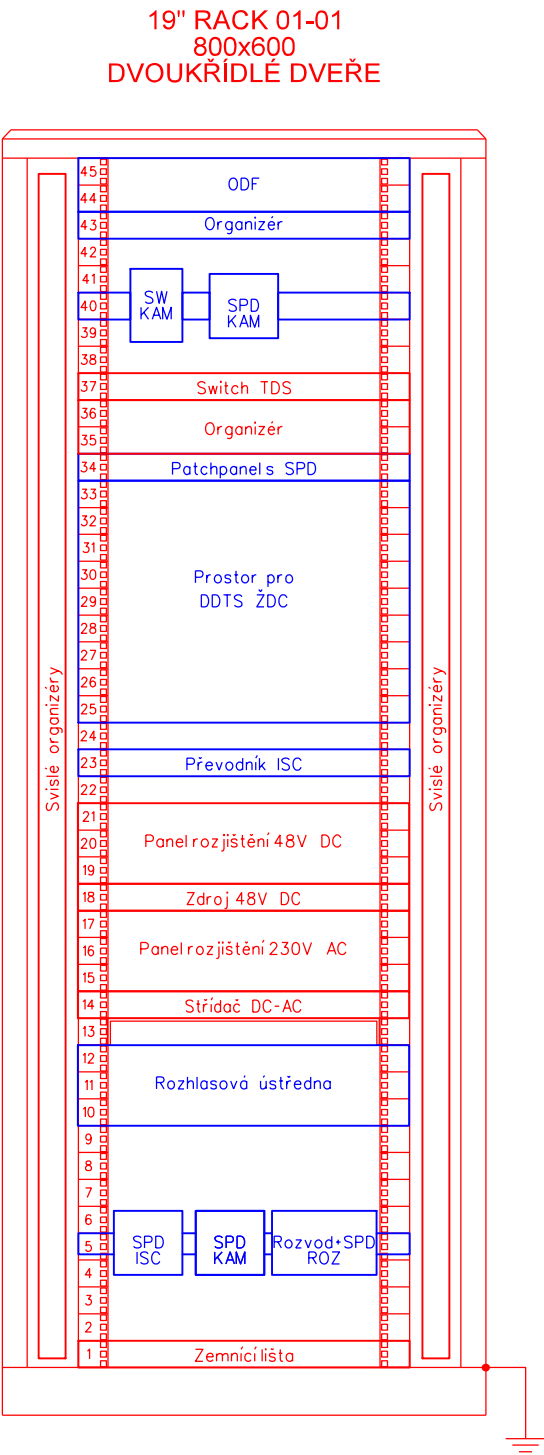 19" RACK 01-01
800x600
DVOUKŘÍDLÉ DVEŘE
45
ODF
44
43
Organizér
42
41
40
SW
KAM
SPD
KAM
39
38
37
Switch TDS
36
35
Organizér
34
Patchpanel s SPD
33
32
31
30
Prostor pro
DDTS ŽDC
29
28
27
26
25
Svislé organizéry
Svislé organizéry
24
23
Převodník ISC
22
21
20
Panel rozjištění 48V DC
19
18
Zdroj 48V DC
17
16
Panel rozjištění 230V AC
15
14
Střídač DC-AC
13
12
11
Rozhlasová ústředna
10
9
8
7
6
5
SPD
ISC
SPD
KAM
Rozvod+SPD
ROZ
4
3
2
1
Zemnící lišta